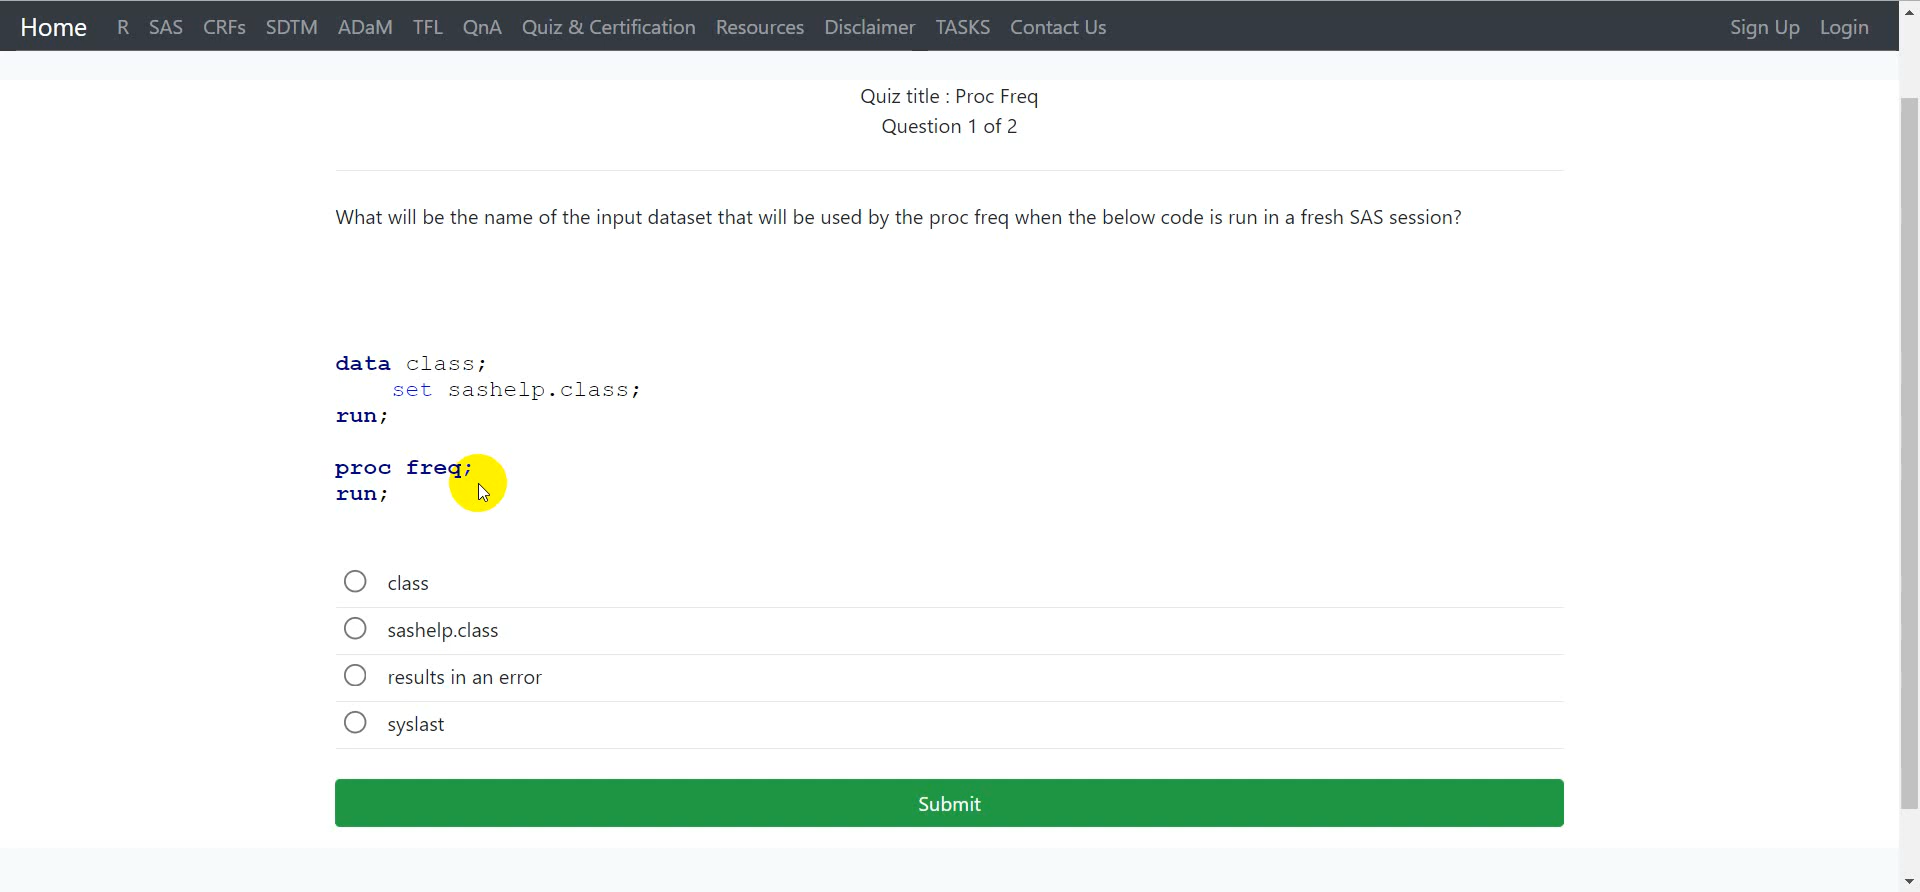 Home R SAS CRFs SDTM ADaM TFL QnA Quiz & Certification Resources Disclaimer TASKS Contact Us Sign Up Login
Quiz title : Proc Freq
Question 1 of 2
What will be the name of the input dataset that will be used by the proc freq when the below code is run in a fresh SAS session?
data class;
    set sashelp.class;
run;
proc freq;
run;
class
sashelp.class
results in an error
syslast
Submit